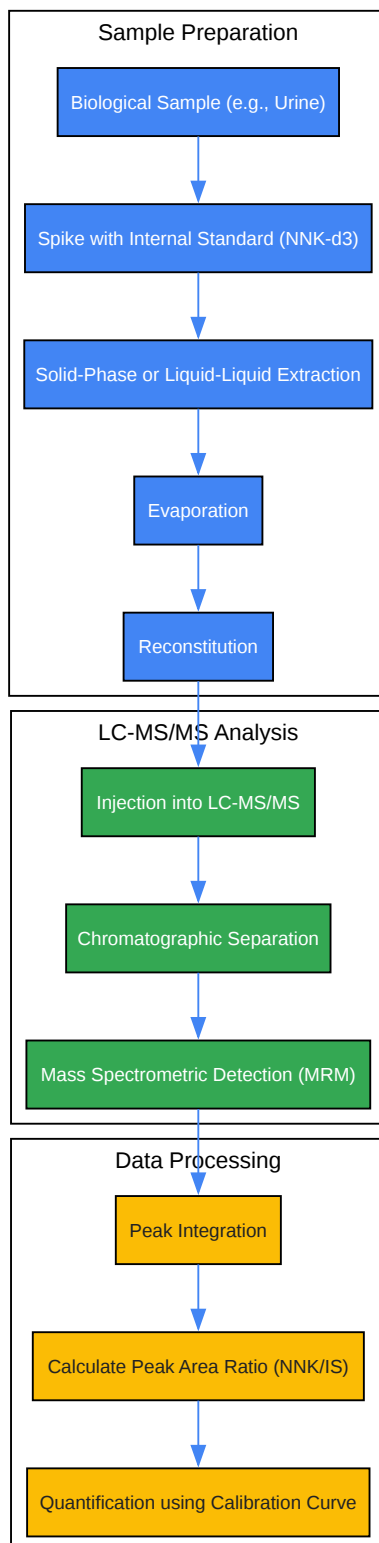 Sample Preparation
Biological Sample (e.g., Urine)
Spike with Internal Standard (NNK-d3)
Solid-Phase or Liquid-Liquid Extraction
Evaporation
Reconstitution
LC-MS/MS Analysis
Injection into LC-MS/MS
Chromatographic Separation
Mass Spectrometric Detection (MRM)
Data Processing
Peak Integration
Calculate Peak Area Ratio (NNK/IS)
Quantification using Calibration Curve